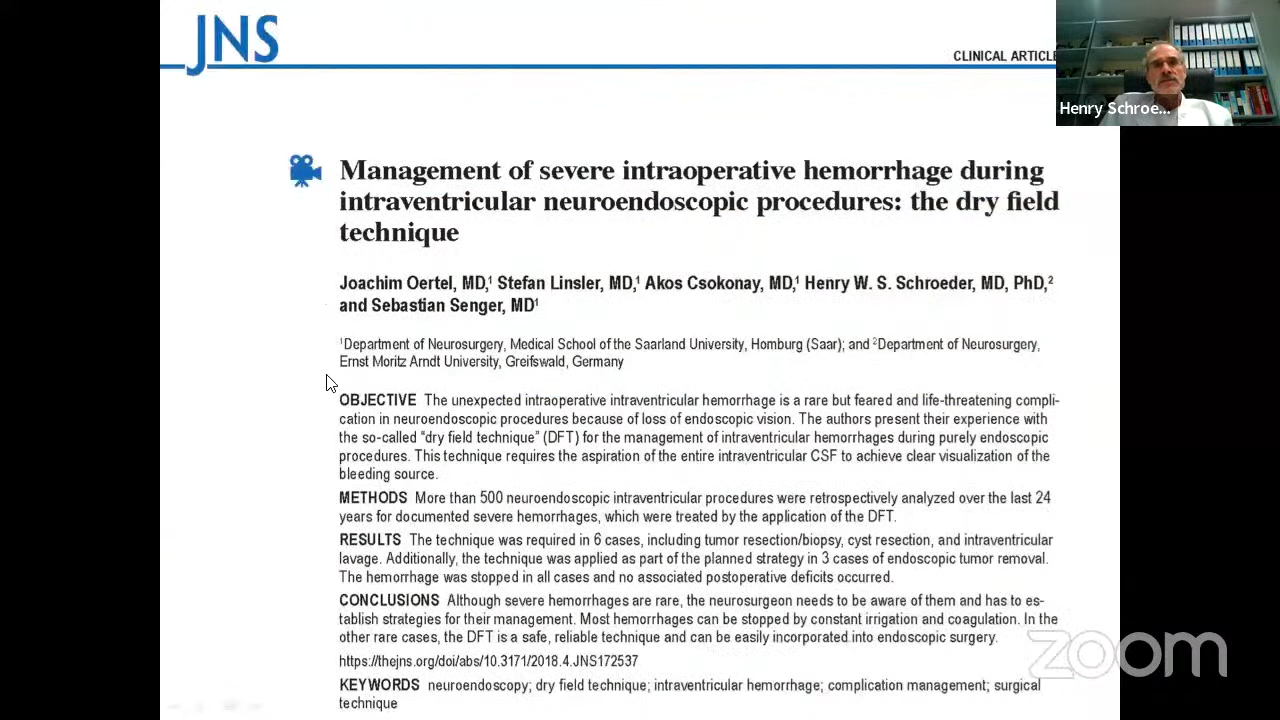 JNS
CLINICAL ARTICLE
Henry Schroe...
Management of severe intraoperative hemorrhage during
intraventricular neuroendoscopic procedures: the dry field
technique
Joachim Oertel, MD,1 Stefan Linsler, MD,1 Akos Csokonay, MD,1 Henry W. S. Schroeder, MD, PhD,2
and Sebastian Senger, MD1
1Department of Neurosurgery, Medical School of the Saarland University, Homburg (Saar); and 2Department of Neurosurgery,
Ernst Moritz Arndt University, Greifswald, Germany
OBJECTIVE The unexpected intraoperative intraventricular hemorrhage is a rare but feared and life-threatening compli-
cation in neuroendoscopic procedures because of loss of endoscopic vision. The authors present their experience with
the so-called “dry field technique” (DFT) for the management of intraventricular hemorrhages during purely endoscopic
procedures. This technique requires the aspiration of the entire intraventricular CSF to achieve clear visualization of the
bleeding source.
METHODS More than 500 neuroendoscopic intraventricular procedures were retrospectively analyzed over the last 24
years for documented severe hemorrhages, which were treated by the application of the DFT.
RESULTS The technique was required in 6 cases, including tumor resection/biopsy, cyst resection, and intraventricular
lavage. Additionally, the technique was applied as part of the planned strategy in 3 cases of endoscopic tumor removal.
The hemorrhage was stopped in all cases and no associated postoperative deficits occurred.
CONCLUSIONS Although severe hemorrhages are rare, the neurosurgeon needs to be aware of them and has to es-
tablish strategies for their management. Most hemorrhages can be stopped by constant irrigation and coagulation. In the
other rare cases, the DFT is a safe, reliable technique and can be easily incorporated into endoscopic surgery.
https://thejns.org/doi/abs/10.3171/2018.4.JNS172537
KEYWORDS neuroendoscopy; dry field technique; intraventricular hemorrhage; complication management; surgical
technique
zoom